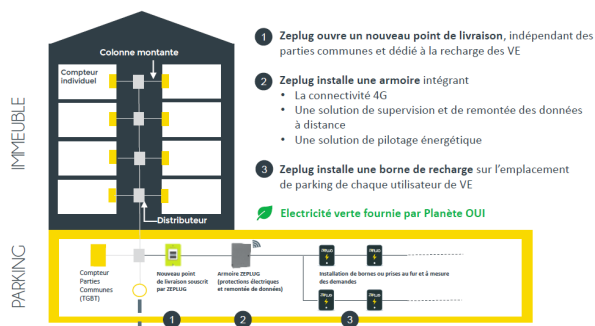 IMMEUBLE
Colonne montante
Compteur
individuel
Distributeur
1 Zeplug ouvre un nouveau point de livraison, indépendant des
parties communes et dédié à la recharge des VE
2 Zeplug installe une armoire intégrant
• La connectivité 4G
• Une solution de supervision et de remontée des données
à distance
• Une solution de pilotage énergétique
3 Zeplug installe une borne de recharge sur l'emplacement
de parking de chaque utilisateur de VE
Electricité verte fournie par Planète OUI
PARKING
Compteur
Parties
Communes
(TGBT)
Nouveau point
de livraison souscrit
par ZEPLUG
Armoire ZEPLUG
(protections électriques
et remontée de données)
ZEPLUG
ZEPLUG
Installation de bornes ou prises au fur et à mesure
des demandes
ZEPLUG
ZEPLUG
1
2
3